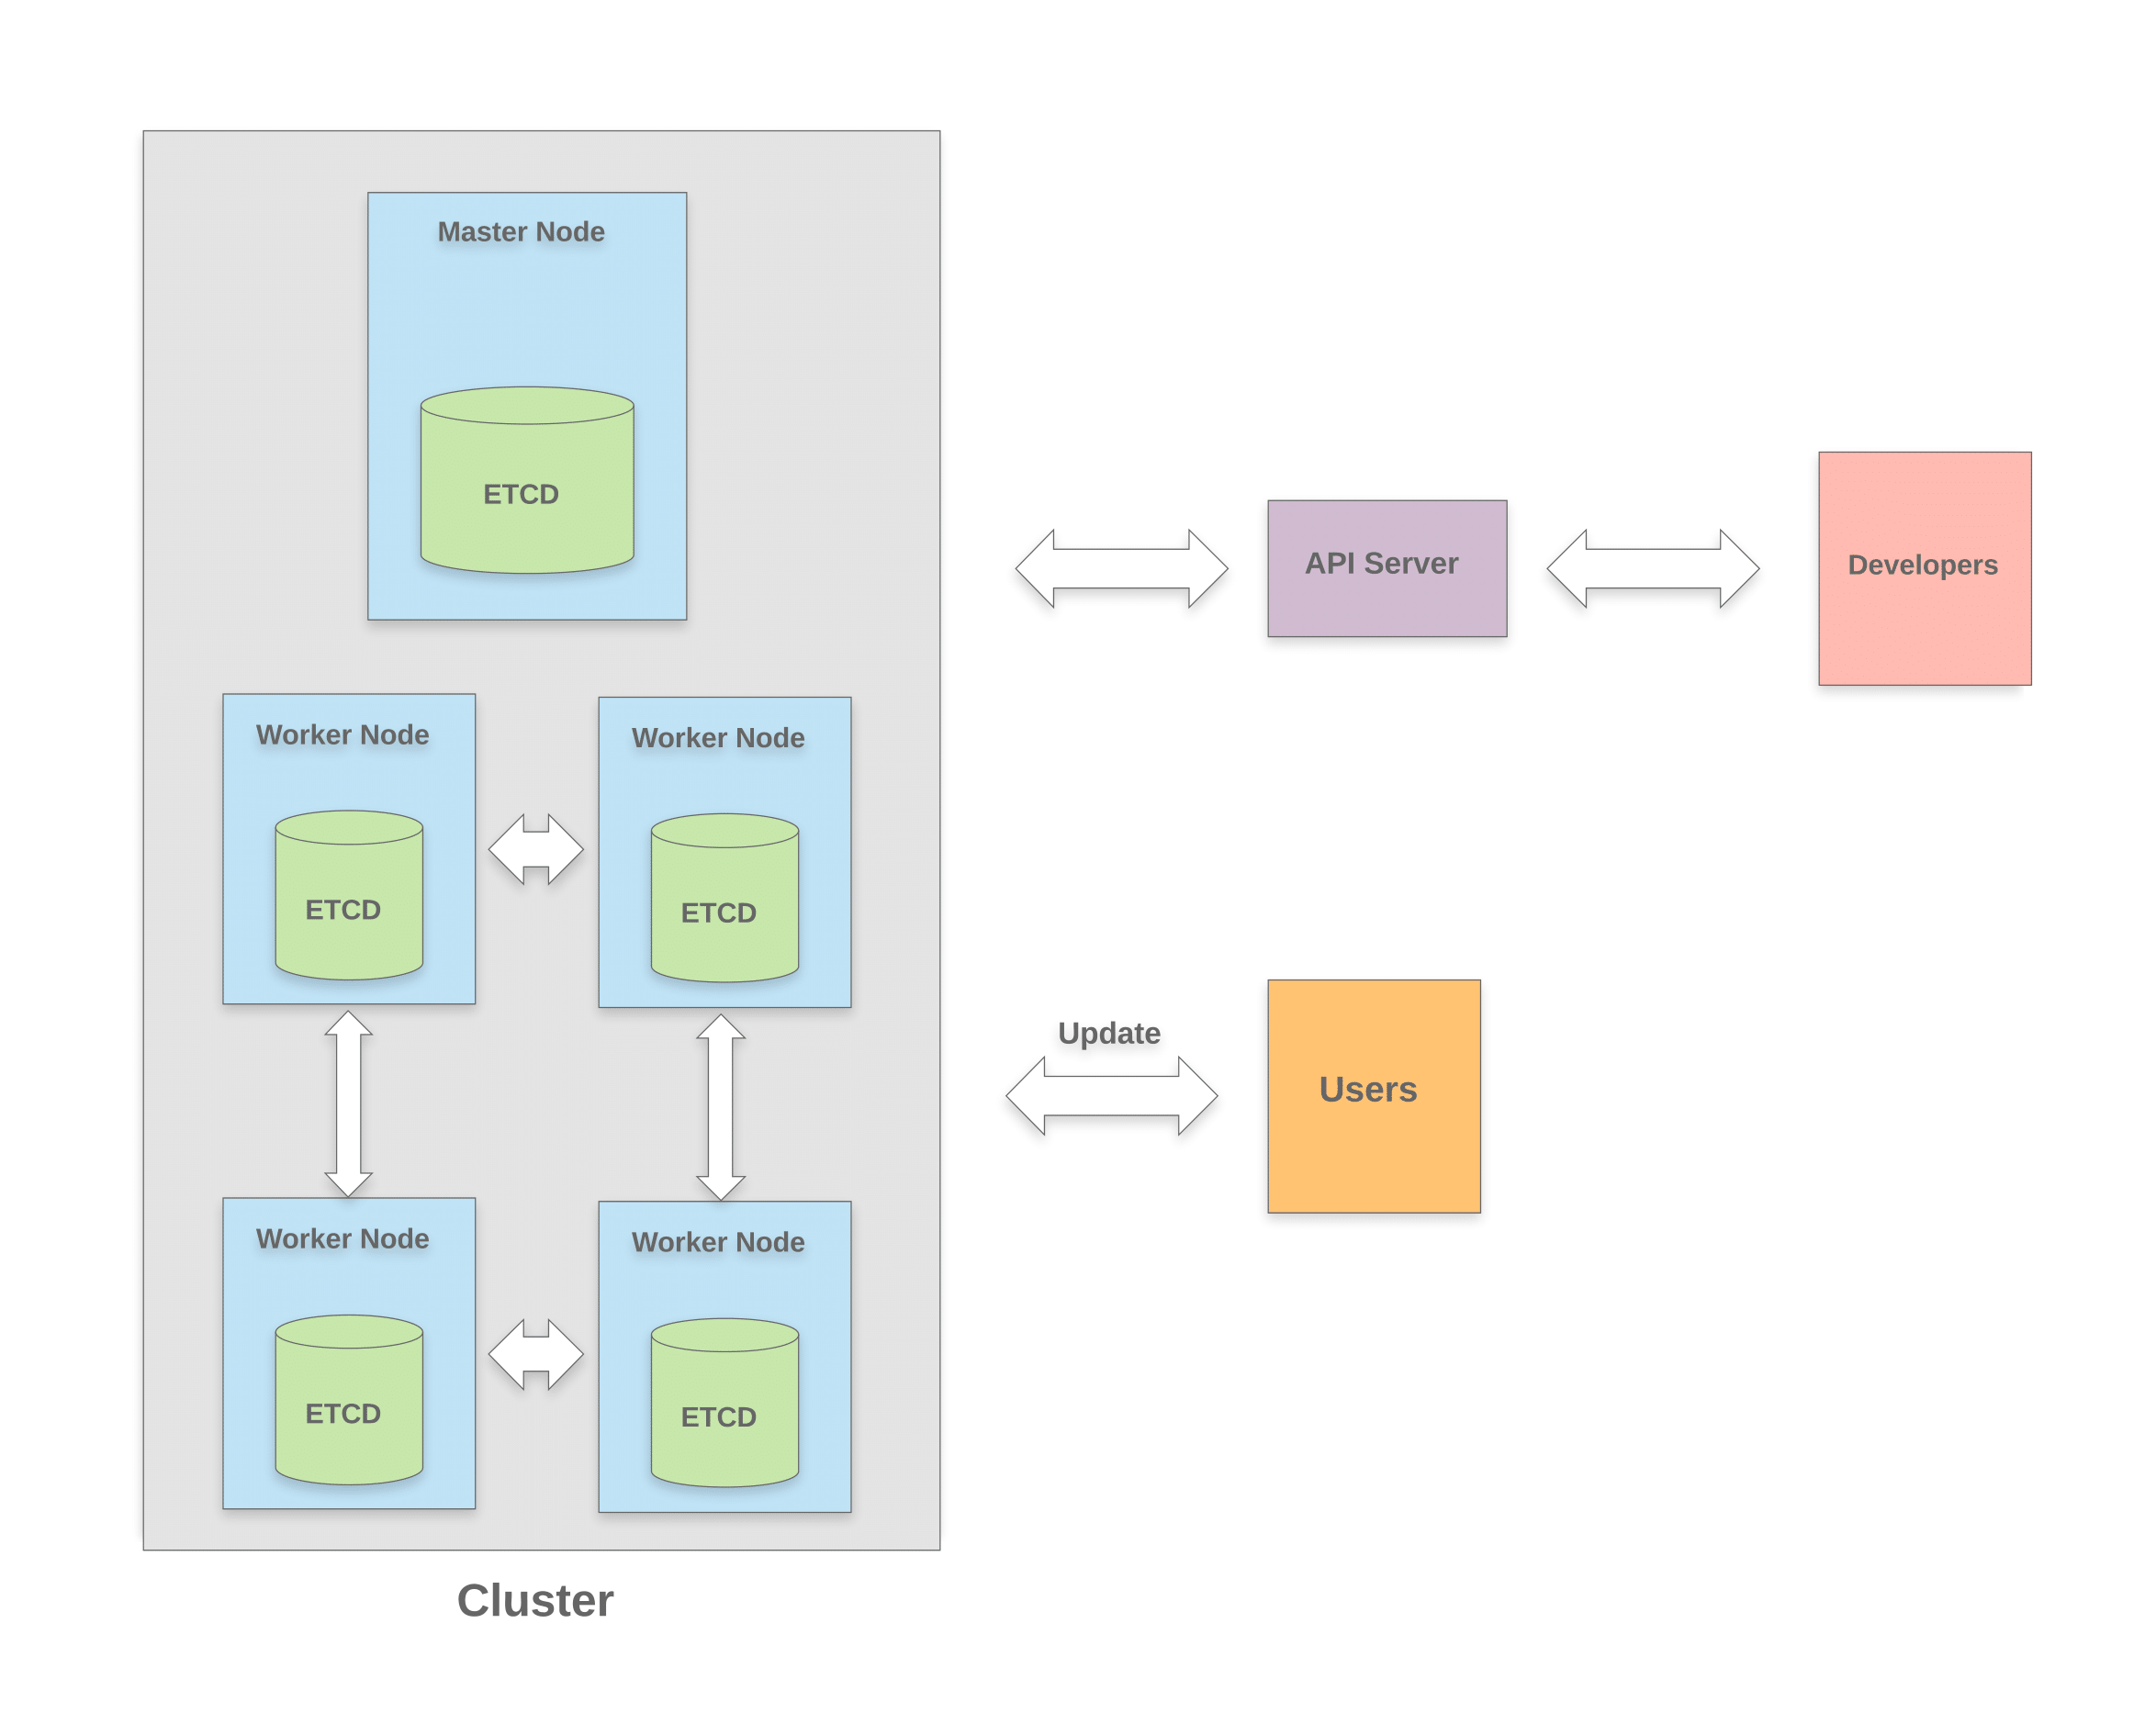 Master Node
ETCD
API Server
Developers
Worker Node
Worker Node
ETCD
ETCD
Update
Users
Worker Node
Worker Node
ETCD
ETCD
Cluster